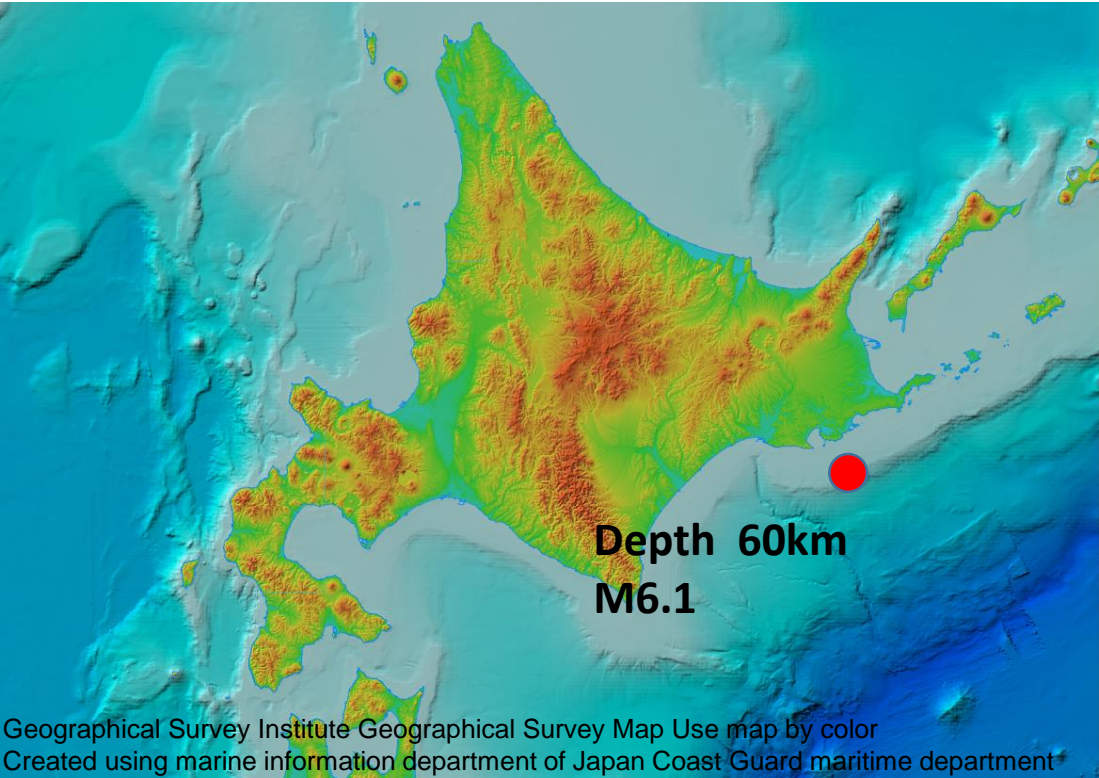 Depth 60km
M6.1
Geographical Survey Institute Geographical Survey Map Use map by color
Created using marine information department of Japan Coast Guard maritime department